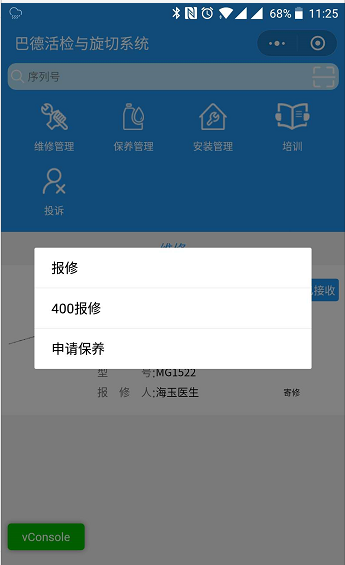 68% 11:25
巴德活检与旋切系统
序列号
维修管理 保养管理 安装管理 培训
投诉
报修
接收
400报修
申请保养
型 号:MG1522
报 修 人:海玉医生 寄修
vConsole